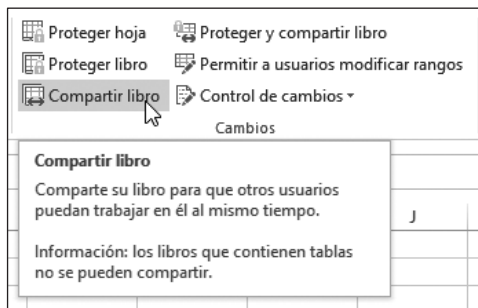 Proteger hoja Proteger y compartir libro
Proteger libro Permitir a usuarios modificar rangos
Compartir libro Control de cambios
Cambios
Compartir libro
Comparte su libro para que otros usuarios
puedan trabajar en él al mismo tiempo.
J
Información: los libros que contienen tablas
no se pueden compartir.